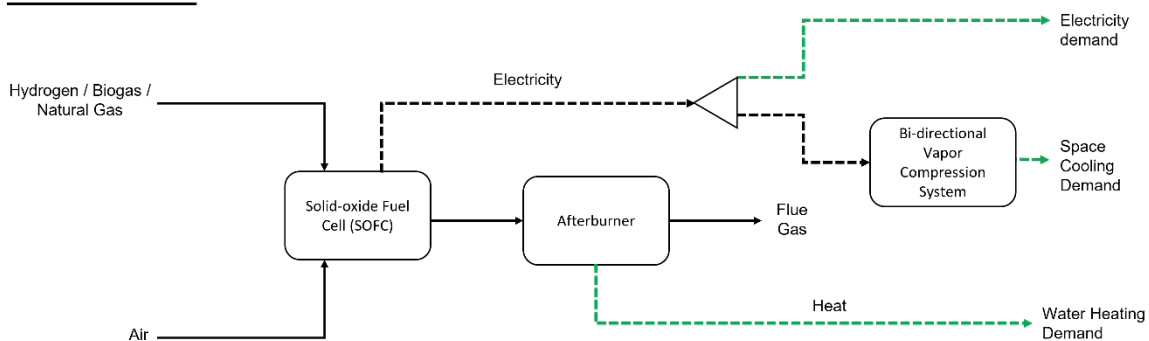 Electricity
demand
Electricity
Hydrogen / Biogas /
Natural Gas
Bi-directional
Vapor
Compression
System
Space
Cooling
Demand
Solid-oxide Fuel
Cell (SOFC)
Afterburner
Flue
Gas
Heat
Air
Water Heating
Demand